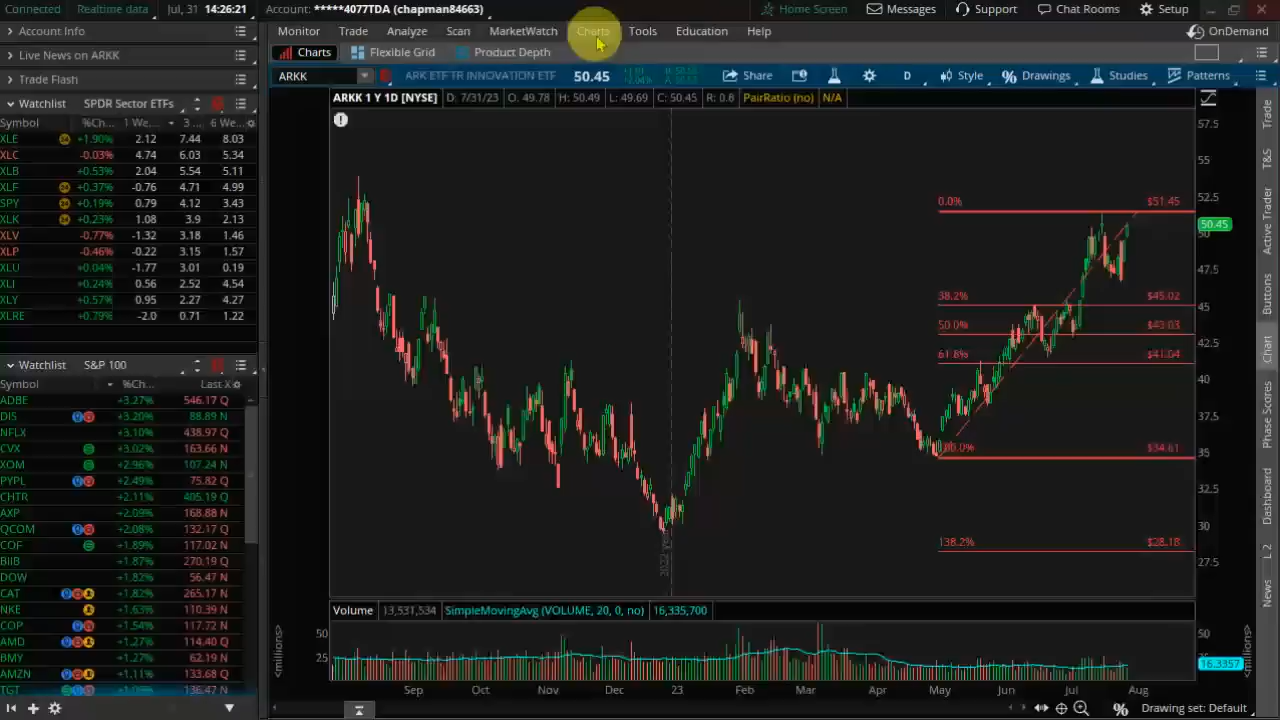 Connected Realtime data Jul, 31 14:26:21 Account: *****4077TDA (chapman84663) Home Screen Messages Support Chat Rooms Setup
Account Info
Live News on ARKK
Trade Flash
Monitor Trade Analyze Scan MarketWatch Charts Tools Education Help OnDemand
Charts Flexible Grid Product Depth
ARKK ARK ETF TR INNOVATION ETF 50.45 Share D Style Drawings Studies Patterns
ARKK 1 Y 1D [NYSE] D: 7/31/23 O: 49.78 H: 50.49 L: 49.69 C: 50.45 R: 0.8 PairRatio (no) N/A
Watchlist SPDR Sector ETFs
Symbol %Ch... 1 We... 3 ... 6 We...
XLE +1.90% 2.12 7.44 8.03
XLC -0.03% 4.74 6.03 5.34
XLB +0.53% 2.04 5.54 5.11
XLF +0.37% -0.76 4.71 4.99
SPY +0.19% 0.79 4.12 3.43
XLK +0.23% 1.08 3.9 2.13
XLV -0.77% -1.32 3.18 1.46
XLP -0.46% -0.22 3.15 1.57
XLU +0.04% -1.77 3.01 0.19
XLI +0.24% 0.56 2.52 4.54
XLY +0.57% 0.95 2.27 4.27
XLRE +0.79% -2.0 0.71 1.22
Watchlist S&P 100
Symbol %Ch... Last X
ADBE +3.27% 546.17 Q
DIS +3.20% 88.89 N
NFLX +3.10% 438.97 Q
CVX +3.02% 163.66 N
XOM +2.96% 107.24 N
PYPL +2.49% 75.82 Q
CHTR +2.11% 405.19 Q
AXP +2.09% 168.88 N
QCOM +2.08% 132.17 Q
COF +1.89% 117.02 N
BIIB +1.87% 270.19 Q
DOW +1.82% 56.47 N
CAT +1.82% 265.17 N
NKE +1.63% 110.39 N
COP +1.54% 117.72 N
AMD +1.27% 114.40 Q
BMY +1.27% 62.19 N
AMZN +1.11% 133.68 Q
TGT 136.47 N
0.0% $51.45
38.2% $45.02
50.0% $43.03
61.8% $41.04
100.0% $34.61
138.2% $28.18
57.5
55
52.5
50.45
50
47.5
45
42.5
40
37.5
35
32.5
30
27.5
Volume 13,531,534 SimpleMovingAvg (VOLUME, 20, 0, no) 16,335,700
50 50
25
<millions> <millions>
16.3357
Sep Oct Nov Dec 23 Feb Mar Apr May Jun Jul Aug
Drawing set: Default
Trade
T&S
Active Trader
Buttons
Chart
Phase Scores
Dashboard
L 2
News